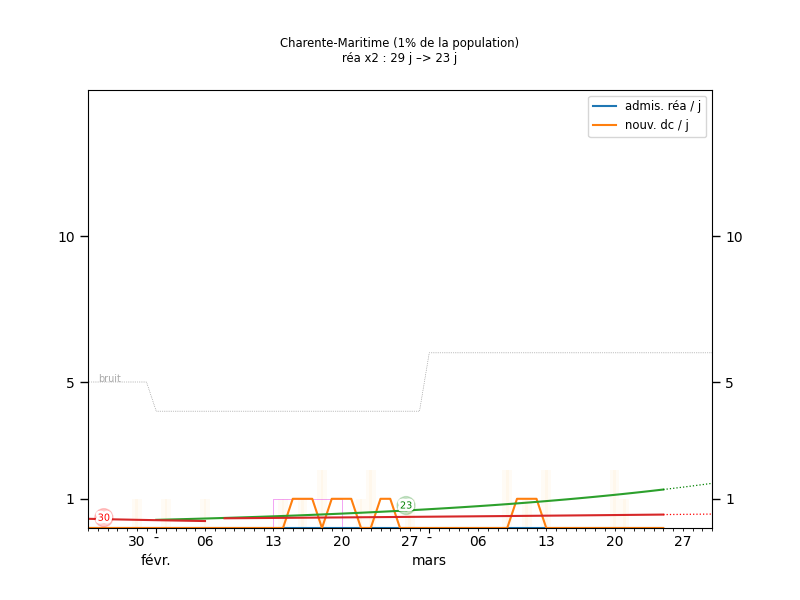 Charente-Maritime (1% de la population)
réa x2 : 29 j –> 23 j
admis. réa / j
nouv. dc / j
10 10
bruit
5 5
1 1
30 23
30 - 06 13 20 27 - 06 13 20 27
févr. mars